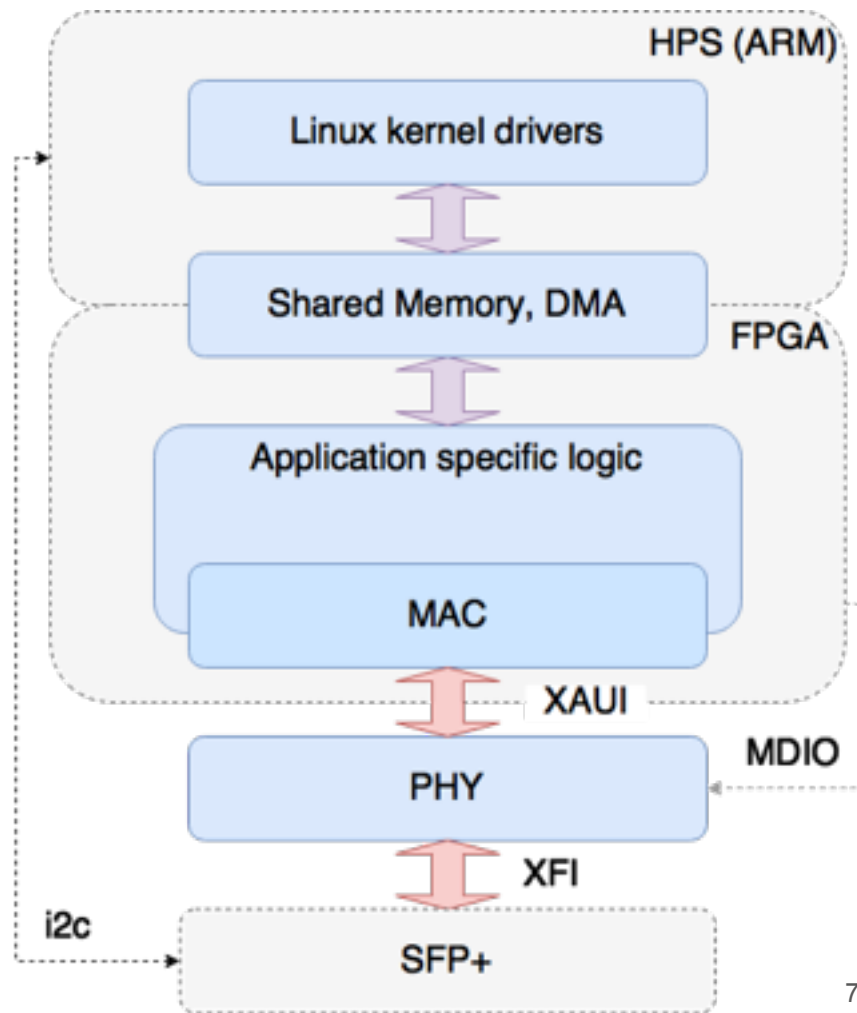 HPS (ARM)
Linux kernel drivers
Shared Memory, DMA
FPGA
Application specific logic
MAC
XAUI
MDIO
PHY
XFI
i2c
SFP+
7